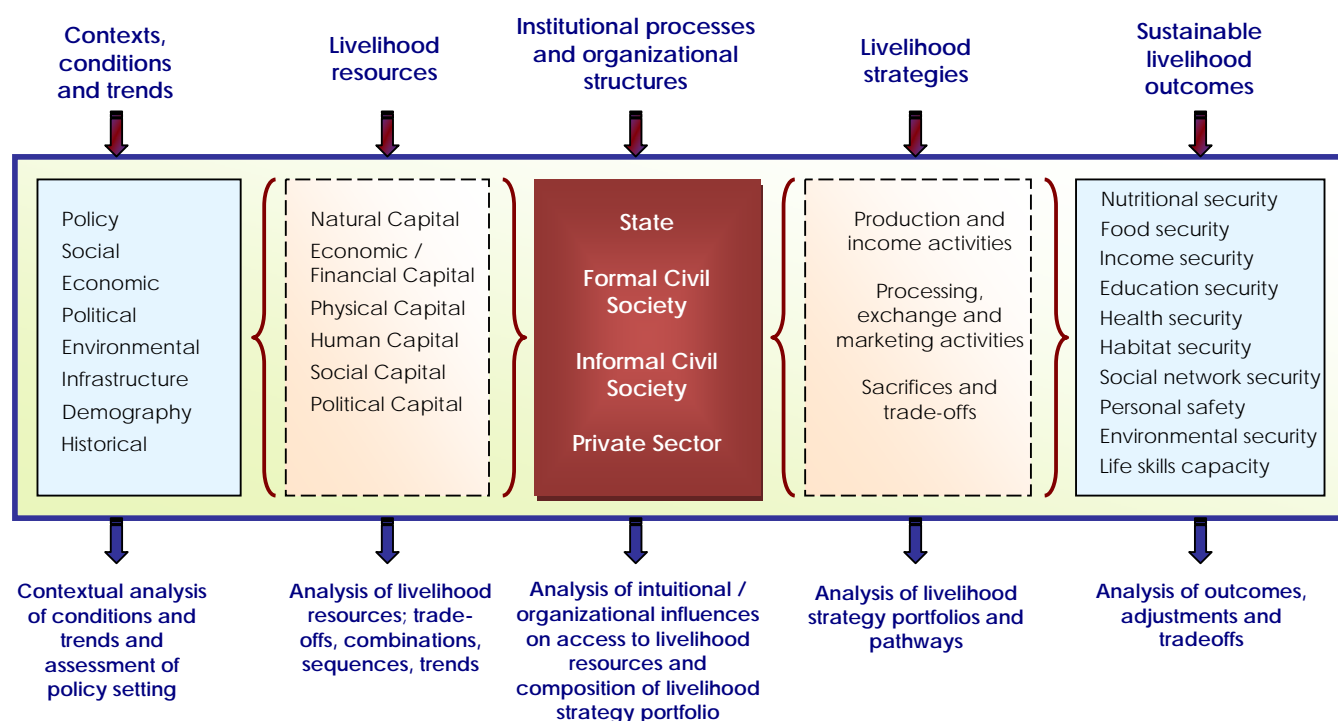 Contexts,
conditions
and trends
Livelihood
resources
Institutional processes
and organizational
structures
Livelihood
strategies
Sustainable
livelihood
outcomes
Policy
Social
Economic
Political
Environmental
Infrastructure
Demography
Historical
Natural Capital
Economic /
Financial Capital
Physical Capital
Human Capital
Social Capital
Political Capital
State
Formal Civil
Society
Informal Civil
Society
Private Sector
Production and
income activities
Processing,
exchange and
marketing activities
Sacrifices and
trade-offs
Nutritional security
Food security
Income security
Education security
Health security
Habitat security
Social network security
Personal safety
Environmental security
Life skills capacity
Contextual analysis
of conditions and
trends and
assessment of
policy setting
Analysis of livelihood
resources; trade-
offs, combinations,
sequences, trends
Analysis of intuitional /
organizational influences
on access to livelihood
resources and
composition of livelihood
strategy portfolio
Analysis of livelihood
strategy portfolios and
pathways
Analysis of outcomes,
adjustments and
tradeoffs